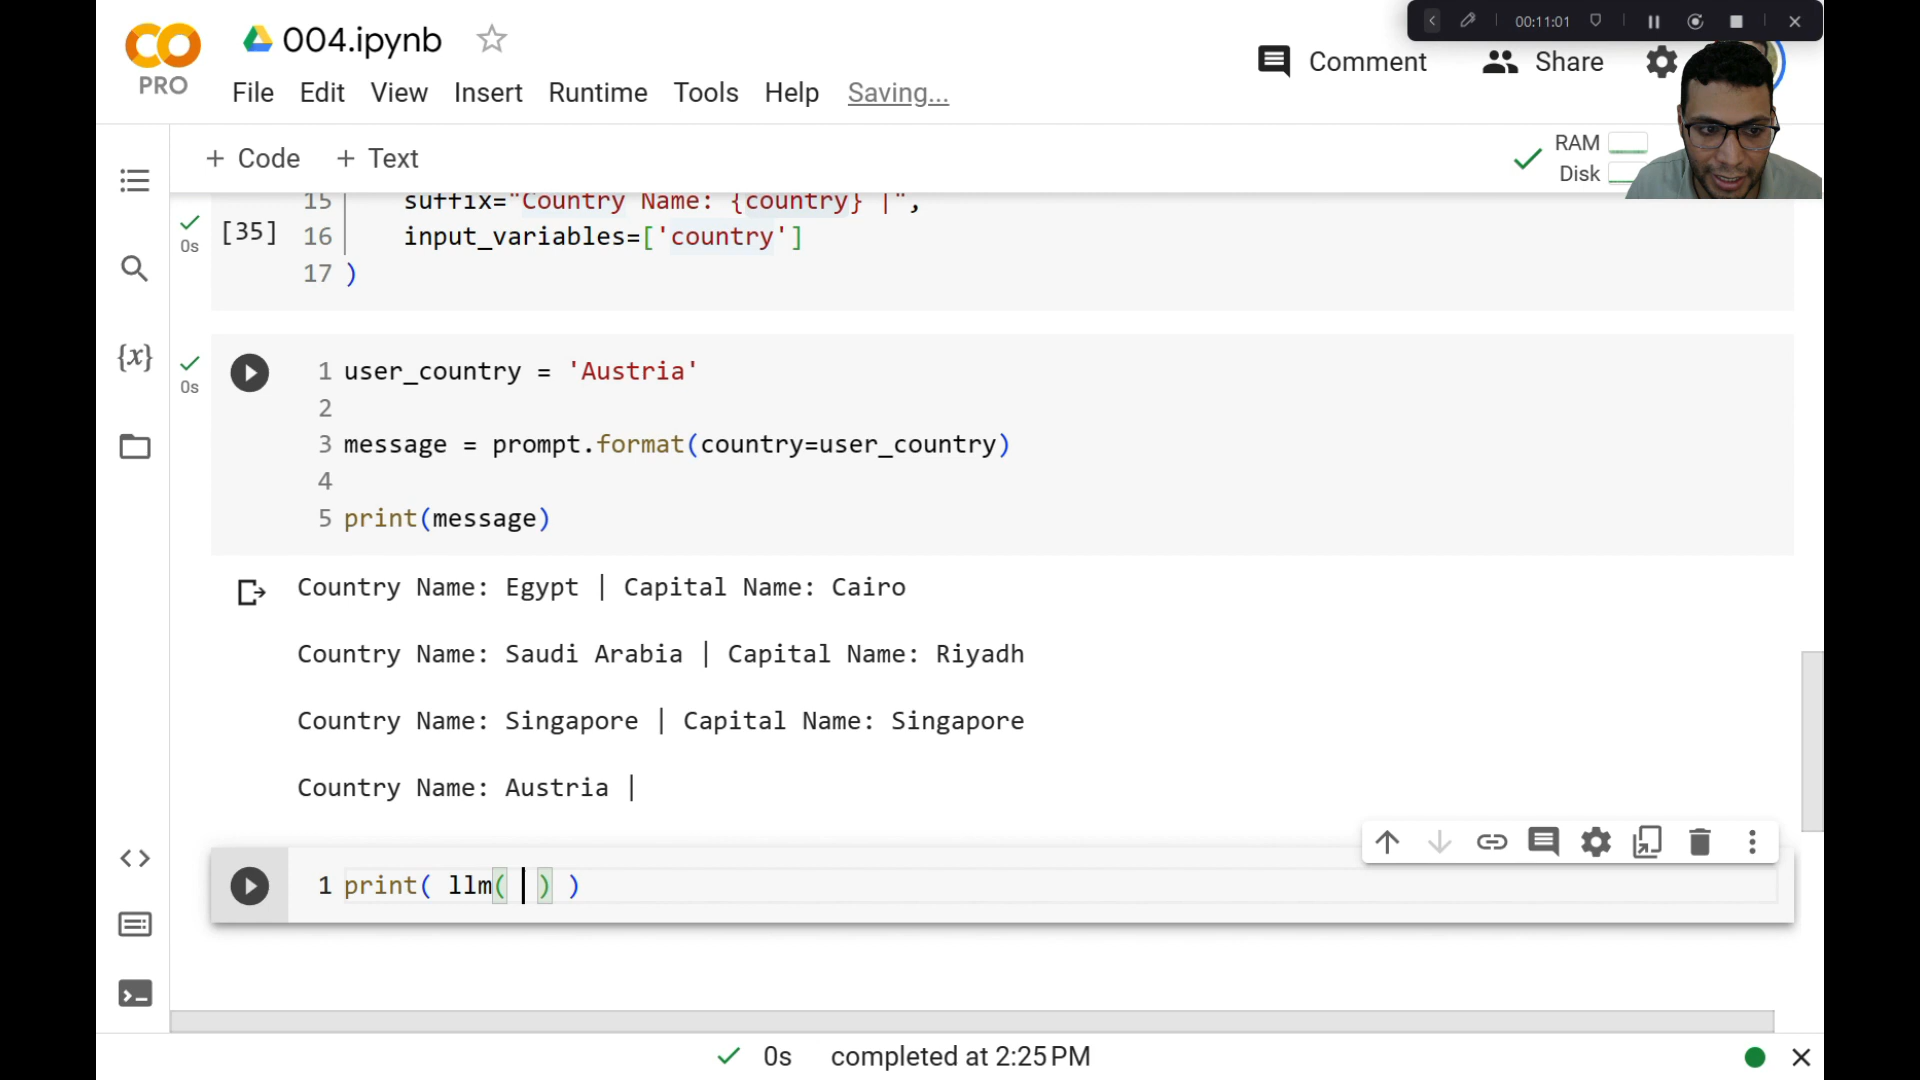 00:11:01
004.ipynb
PRO
Comment
Share
File Edit View Insert Runtime Tools Help Saving...
+ Code + Text
RAM
Disk
15 suffix="Country Name: {country} |",
0s [35] 16 input_variables=['country']
17 )
1 user_country = 'Austria'
0s
2
3 message = prompt.format(country=user_country)
4
5 print(message)
Country Name: Egypt | Capital Name: Cairo
Country Name: Saudi Arabia | Capital Name: Riyadh
Country Name: Singapore | Capital Name: Singapore
Country Name: Austria |
1 print( llm( ) )
0s completed at 2:25 PM